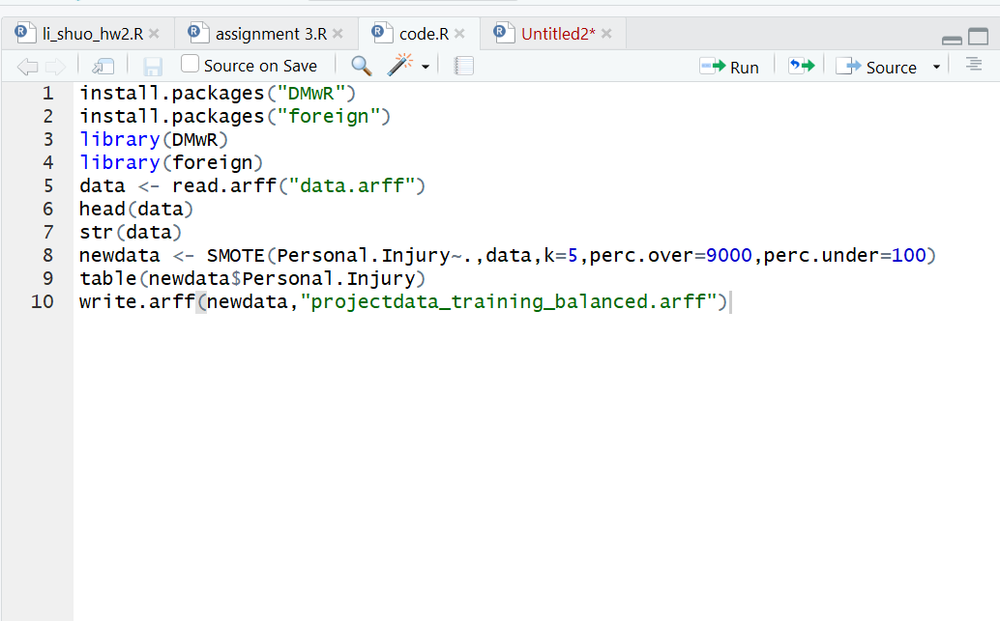 li_shuo_hw2.R assignment 3.R code.R Untitled2*
Source on Save Run Source
1 install.packages("DMwR")
2 install.packages("foreign")
3 library(DMwR)
4 library(foreign)
5 data <- read.arff("data.arff")
6 head(data)
7 str(data)
8 newdata <- SMOTE(Personal.Injury~.,data,k=5,perc.over=9000,perc.under=100)
9 table(newdata$Personal.Injury)
10 write.arff(newdata,"projectdata_training_balanced.arff")